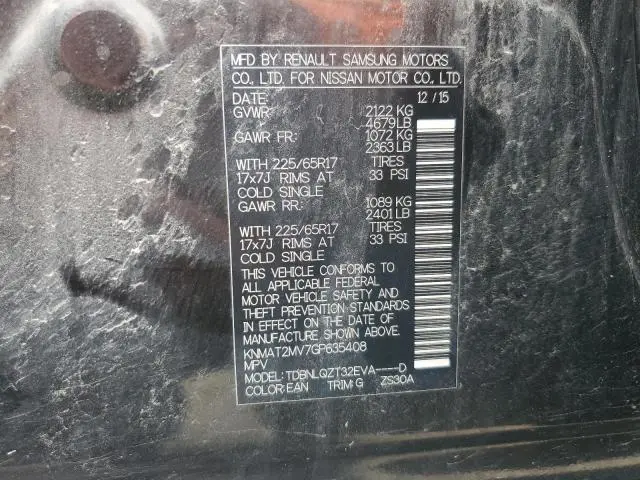 MFD BY RENAULT SAMSUNG MOTORS
CO., LTD. FOR NISSAN MOTOR CO., LTD.
DATE: 12 / 15
GVWR: 2122 KG
4679 LB
GAWR FR: 1072 KG
2363 LB
WITH 225/65R17 TIRES
17x7J RIMS AT 33 PSI
COLD SINGLE
GAWR RR: 1089 KG
2401 LB
WITH 225/65R17 TIRES
17x7J RIMS AT 33 PSI
COLD SINGLE
THIS VEHICLE CONFORMS TO
ALL APPLICABLE FEDERAL
MOTOR VEHICLE SAFETY AND
THEFT PREVENTION-STANDARDS
IN EFFECT ON THE DATE OF
MANUFACTURE SHOWN ABOVE.
KNMAT2MV7GP635408
MPV
MODEL: TDBNLQZT32EVA----D
COLOR:EAN TRIM:G ZS30A